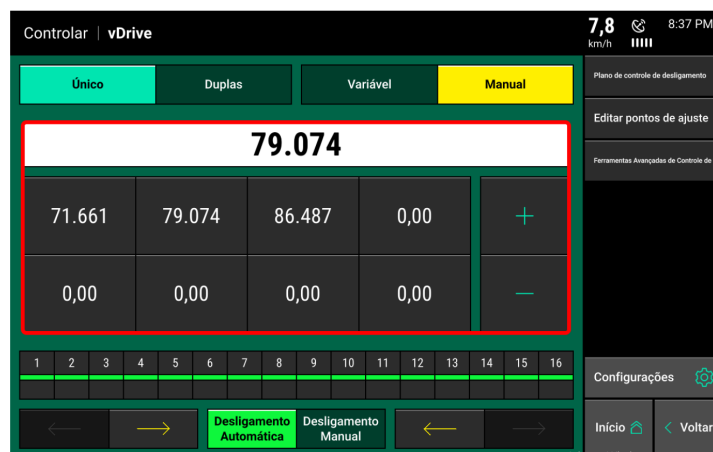 Controlar | vDrive
7,8
km/h
8:37 PM
Único
Duplas
Variável
Manual
79.074
71.661
79.074
86.487
0,00
+
0,00
0,00
0,00
0,00
−
1 2 3 4 5 6 7 8 9 10 11 12 13 14 15 16
Desligamento
Automática
Desligamento
Manual
Plano de controle de desligamento
Editar pontos de ajuste
Ferramentas Avançadas de Controle de
Configurações
Início
Voltar